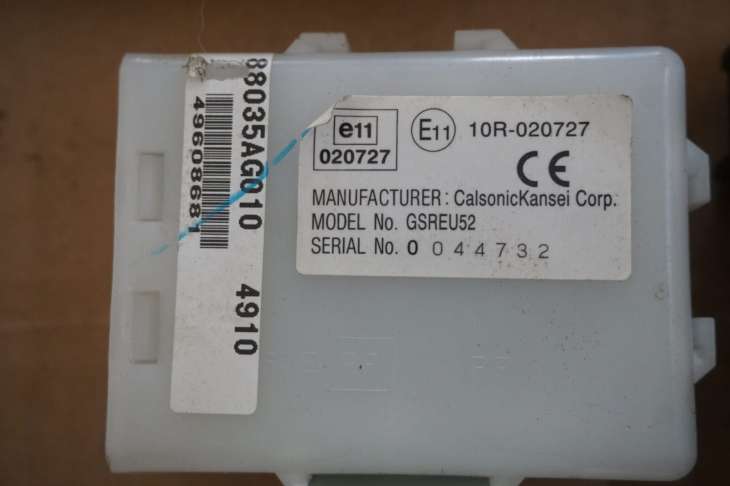 88035AG010 4910
49608681
e11
020727
E11 10R-020727
CE
MANUFACTURER: CalsonicKansei Corp.
MODEL No. GSREU52
SERIAL No. 0 0 4 4 7 3 2